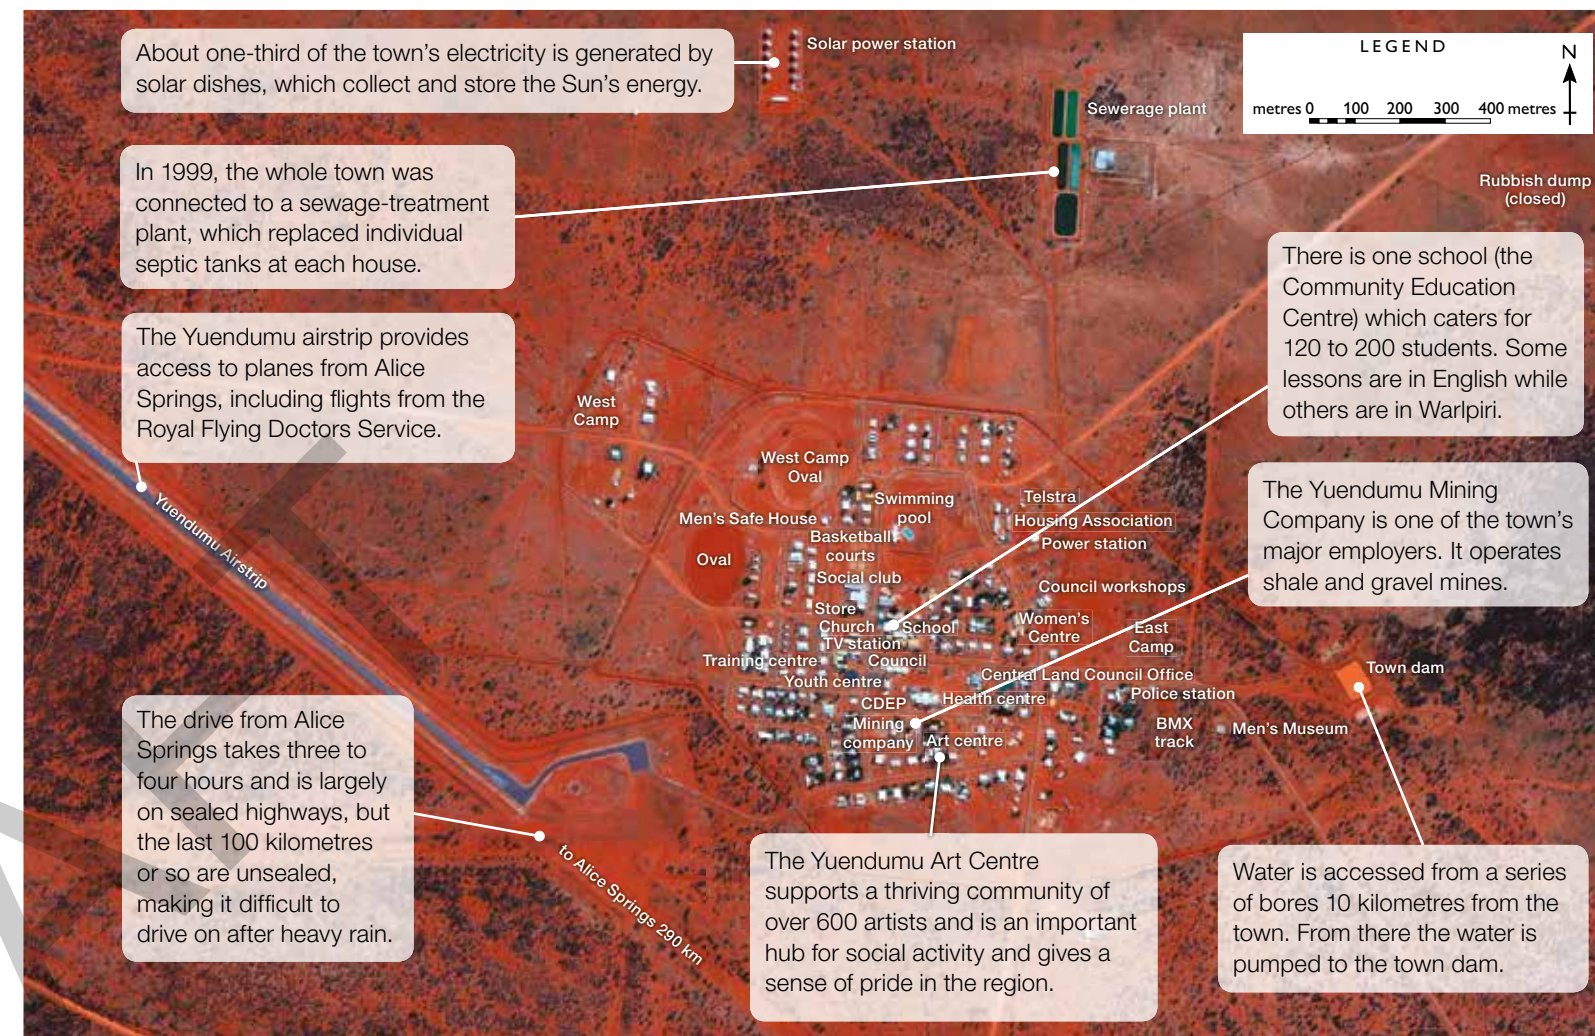 About one-third of the town's electricity is generated by
solar dishes, which collect and store the Sun's energy.
Solar power station
LEGEND
N
metres 0 100 200 300 400 metres
Sewerage plant
In 1999, the whole town was
connected to a sewage-treatment
plant, which replaced individual
septic tanks at each house.
Rubbish dump
(closed)
There is one school (the
Community Education
Centre) which caters for
120 to 200 students. Some
lessons are in English while
others are in Warlpiri.
The Yuendumu airstrip provides
access to planes from Alice
Springs, including flights from the
Royal Flying Doctors Service.
West
Camp
West Camp
Oval
Swimming
pool
Telstra
Men's Safe House
Housing Association
Basketball
courts
Power station
The Yuendumu Mining
Company is one of the town's
major employers. It operates
shale and gravel mines.
Yuendumu Airstrip
Oval
Social club
Council workshops
Store
Church
School
Women's
Centre
East
Camp
TV station
Training centre
Council
Youth centre
Central Land Council Office
Town dam
CDEP
Health centre
Police station
Mining
company
Art centre
BMX
track
Men's Museum
The drive from Alice
Springs takes three to
four hours and is largely
on sealed highways, but
the last 100 kilometres
or so are unsealed,
making it difficult to
drive on after heavy rain.
to Alice Springs 290 km
The Yuendumu Art Centre
supports a thriving community of
over 600 artists and is an important
hub for social activity and gives a
sense of pride in the region.
Water is accessed from a series
of bores 10 kilometres from the
town. From there the water is
pumped to the town dam.